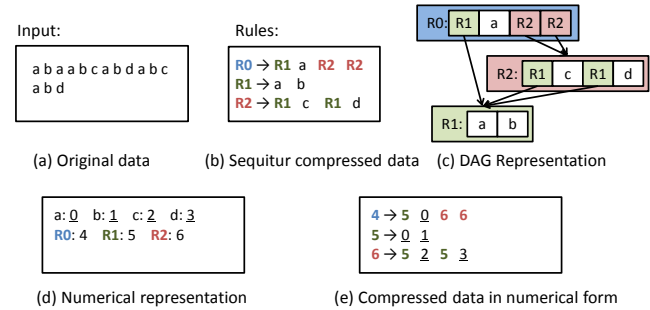 Input:
a b a a b c a b d a b c
a b d
(a) Original data
Rules:
R0 → R1 a R2 R2
R1 → a b
R2 → R1 c R1 d
(b) Sequitur compressed data
R0: R1 a R2 R2
R2: R1 c R1 d
R1: a b
(c) DAG Representation
a: 0 b: 1 c: 2 d: 3
R0: 4 R1: 5 R2: 6
(d) Numerical representation
4 → 5 0 6 6
5 → 0 1
6 → 5 2 5 3
(e) Compressed data in numerical form